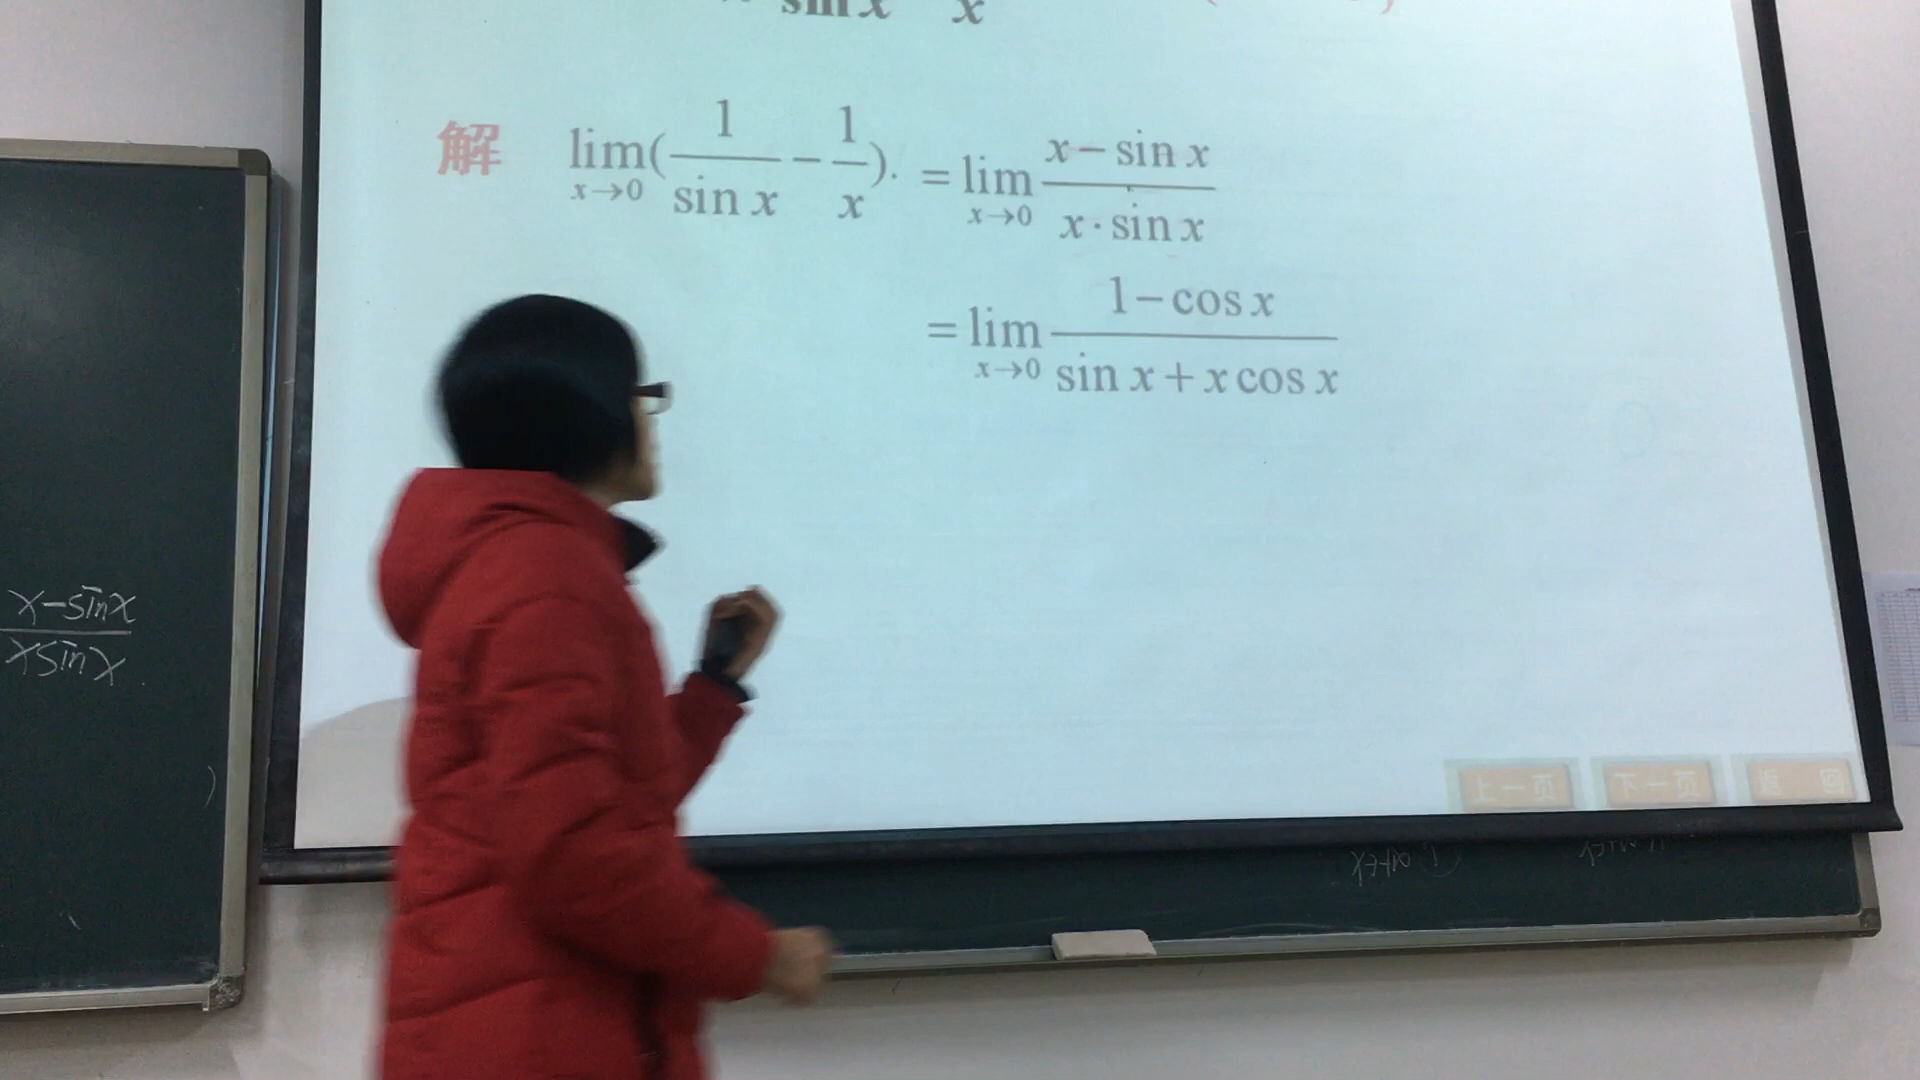 sin x x
解 lim x→0 ( 1/sin x − 1/x ). = lim x→0 (x − sin x)/(x · sin x)
= lim x→0 (1 − cos x)/(sin x + x cos x)
x−sinx
xsinx
上一页 下一页 返 回